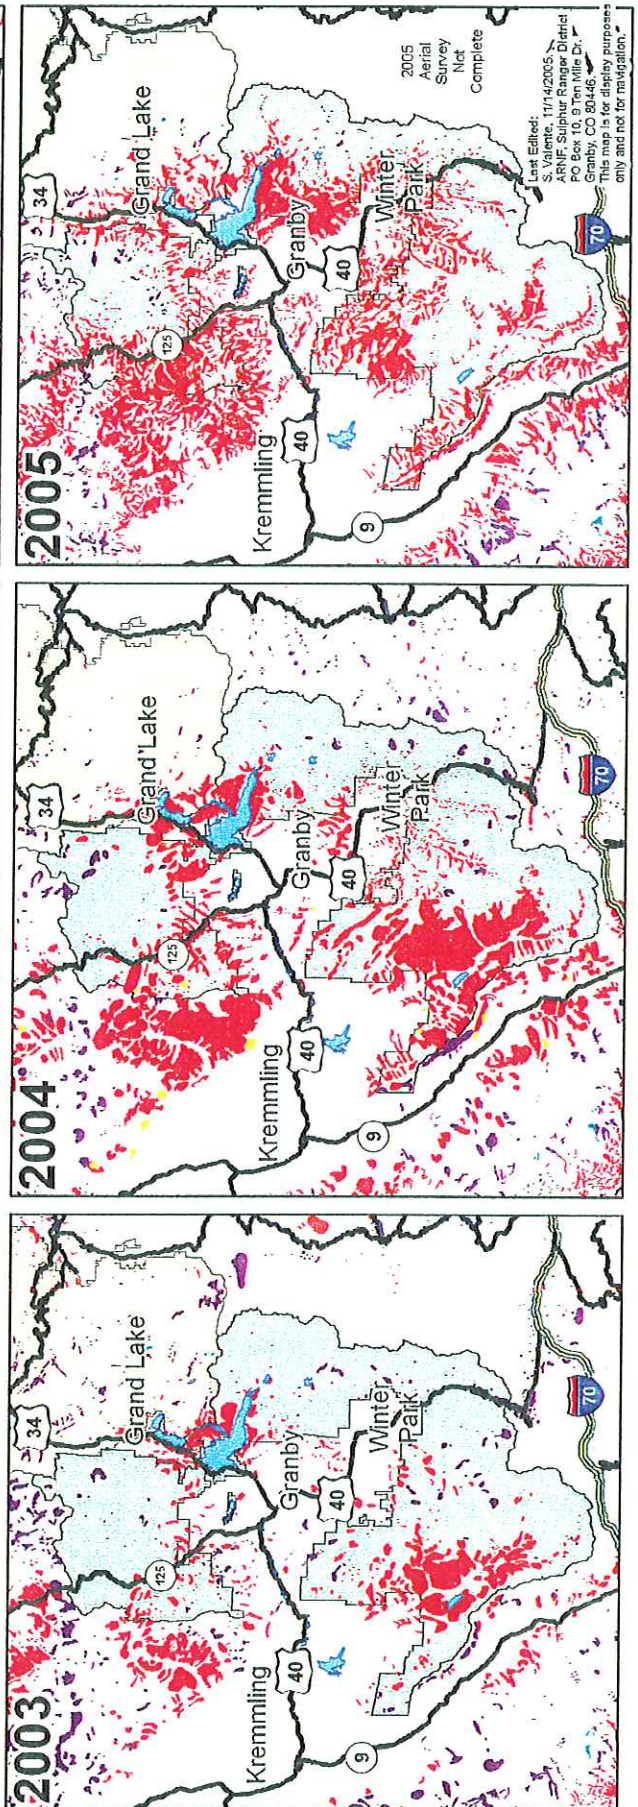 2003
34
Grand Lake
125
Granby
40
Kremmling
40
Winter
Park
9
70
2004
34
Grand Lake
125
Granby
40
Kremmling
40
Winter
Park
9
70
2005
34
Grand Lake
125
Granby
40
Kremmling
40
Winter
Park
9
70
2005
Aerial
Survey
Not
Complete
Last Edited:
S. Valente, 11/14/2005,
ARNF, Sulphur Ranger District
PO Box 10, 9 Ten Mile Dr.
Granby, CO 80446.
This map is for display purposes
only and not for navigation.